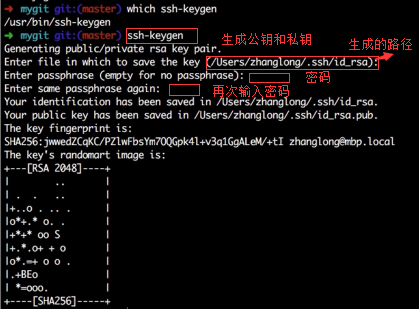 → mygit git:(master) which ssh-keygen
/usr/bin/ssh-keygen
→ mygit git:(master) ssh-keygen 生成公钥和私钥
生成的路径
Generating public/private rsa key pair.
Enter file in which to save the key (/Users/zhanglong/.ssh/id_rsa):
Enter passphrase (empty for no passphrase): 密码
Enter same passphrase again: 再次输入密码
Your identification has been saved in /Users/zhanglong/.ssh/id_rsa.
Your public key has been saved in /Users/zhanglong/.ssh/id_rsa.pub.
The key fingerprint is:
SHA256:jwwedZCqKC/PZlwFbsYm7OQGpk4l+v3q1GgALeM/+tI zhanglong@mbp.local
The key's randomart image is:
+---[RSA 2048]----+
| .. |
| . . .. |
|+..o . .. . |
|o*+.* o. . |
|+*+* oo S |
|+.*.o+ + o |
|o*.=+ o o . |
|.+BEo |
| *=ooo. |
+----[SHA256]-----+